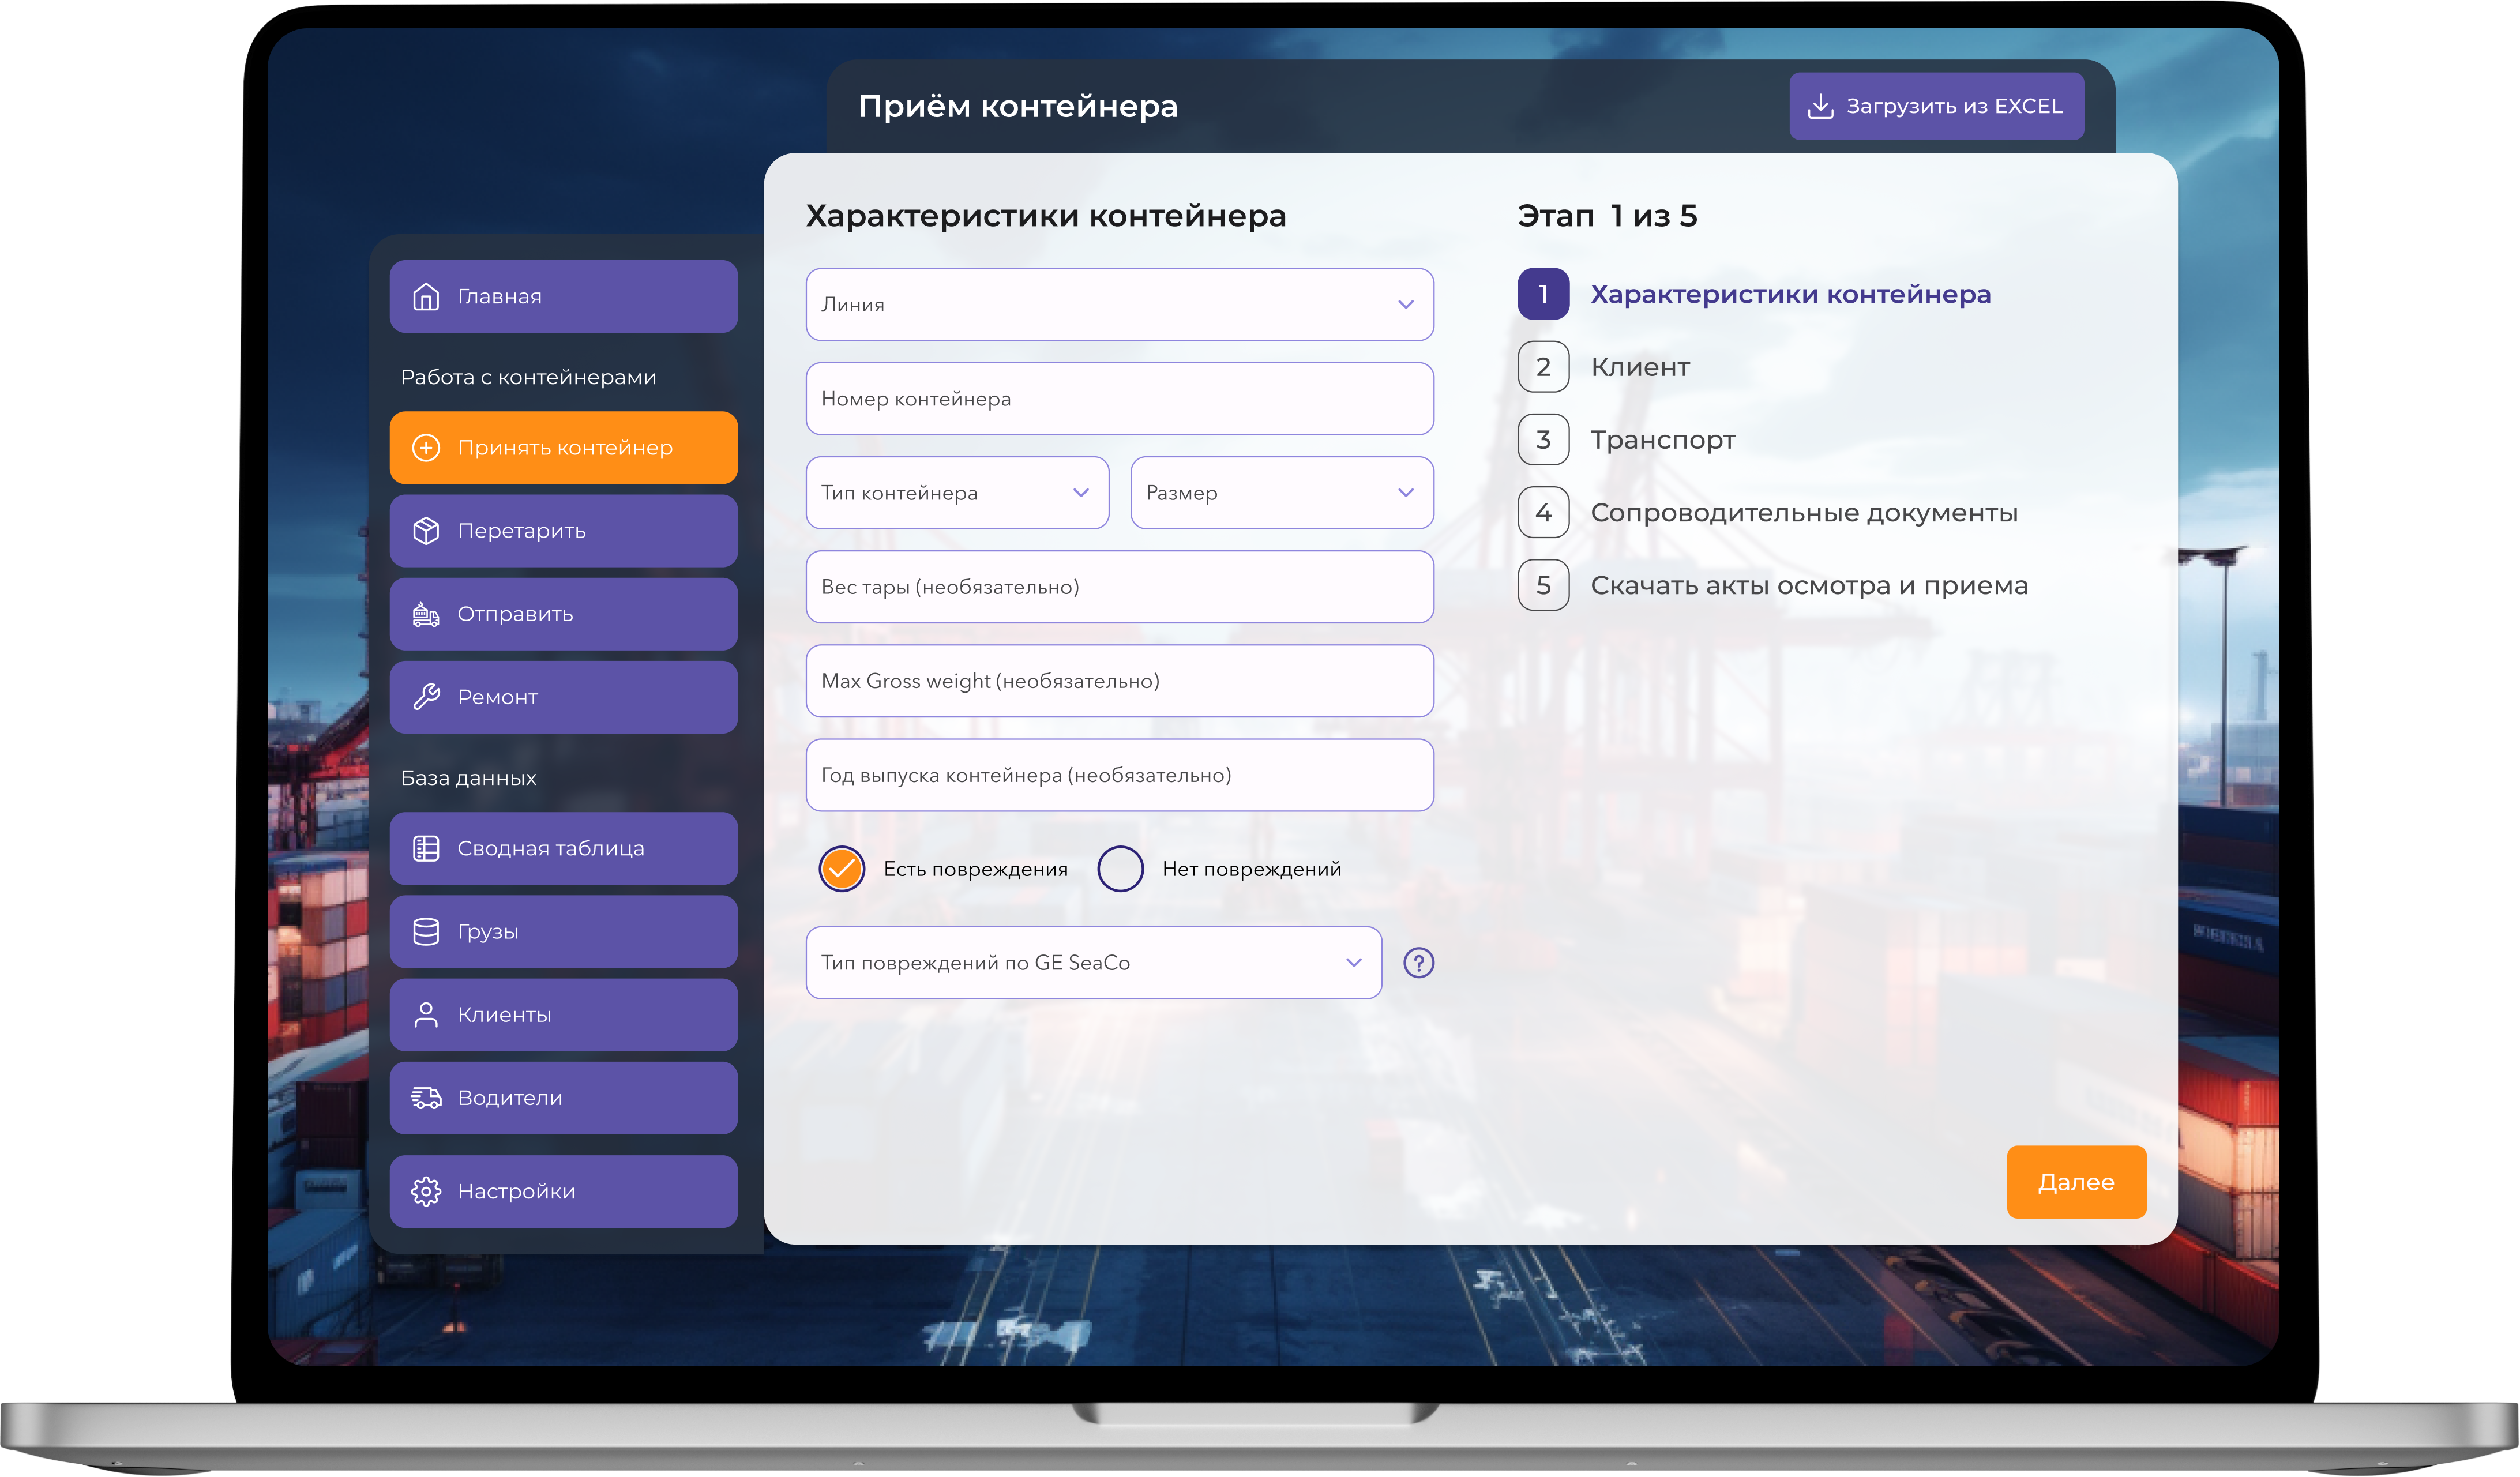 Приём контейнера
Загрузить из EXCEL
Главная
Работа с контейнерами
Принять контейнер
Перетарить
Отправить
Ремонт
База данных
Сводная таблица
Грузы
Клиенты
Водители
Настройки
Характеристики контейнера
Линия
Номер контейнера
Тип контейнера
Размер
Вес тары (необязательно)
Max Gross weight (необязательно)
Год выпуска контейнера (необязательно)
Есть повреждения
Нет повреждений
Тип повреждений по GE SeaCo
?
Этап 1 из 5
1 Характеристики контейнера
2 Клиент
3 Транспорт
4 Сопроводительные документы
5 Скачать акты осмотра и приема
Далее